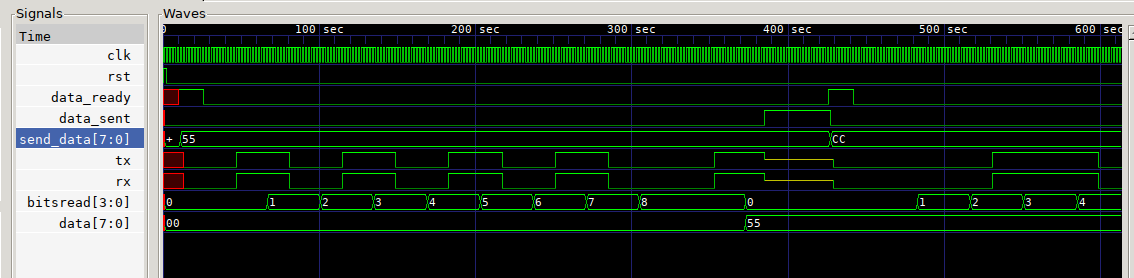 Signals
Waves
Time
0 100 sec 200 sec 300 sec 400 sec 500 sec 600 sec
clk
rst
data_ready
data_sent
send_data[7:0] + 55 CC
tx
rx
bitsread[3:0] 0 1 2 3 4 5 6 7 8 0 1 2 3 4
data[7:0] 00 55